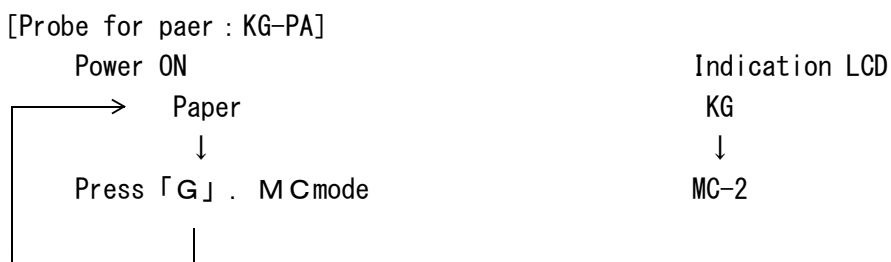 [Probe for paer：KG-PA]
Power ON Indication LCD
Paper KG
↓ ↓
Press「Ｇ」. ＭＣmode MC-2